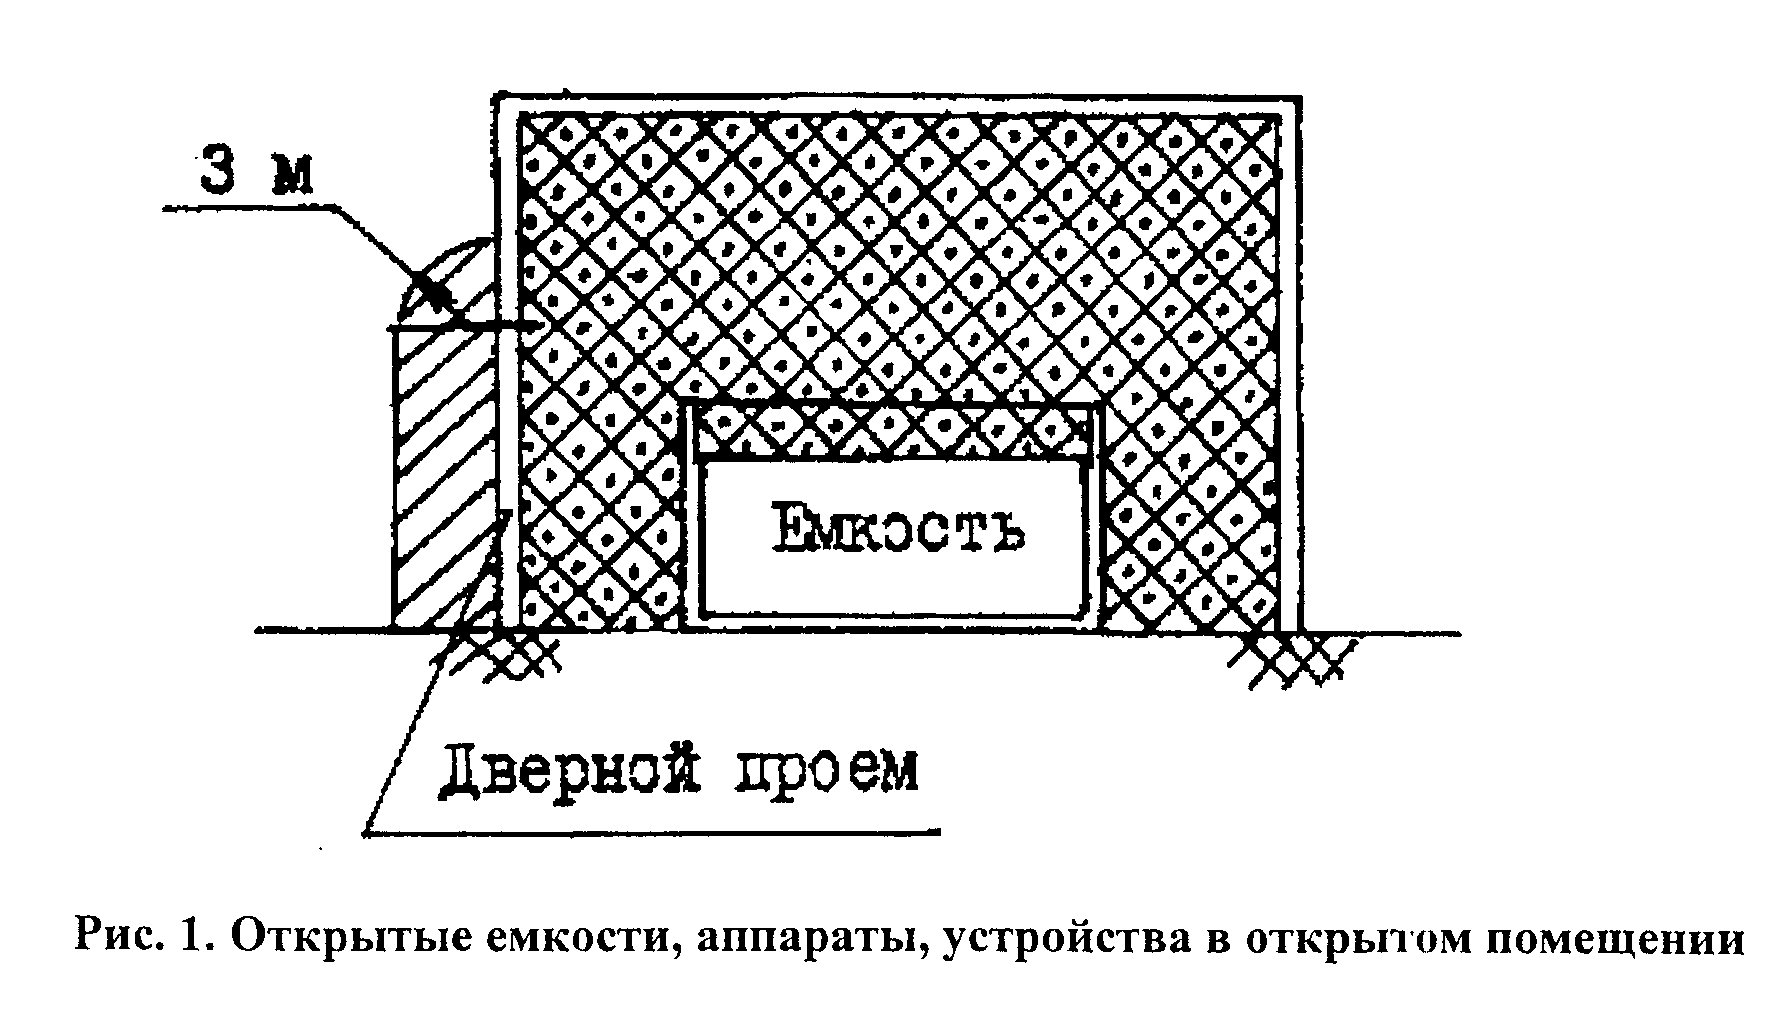 3 м
Емкость
Дверной проем
Рис. 1. Открытые емкости, аппараты, устройства в открытом помещении